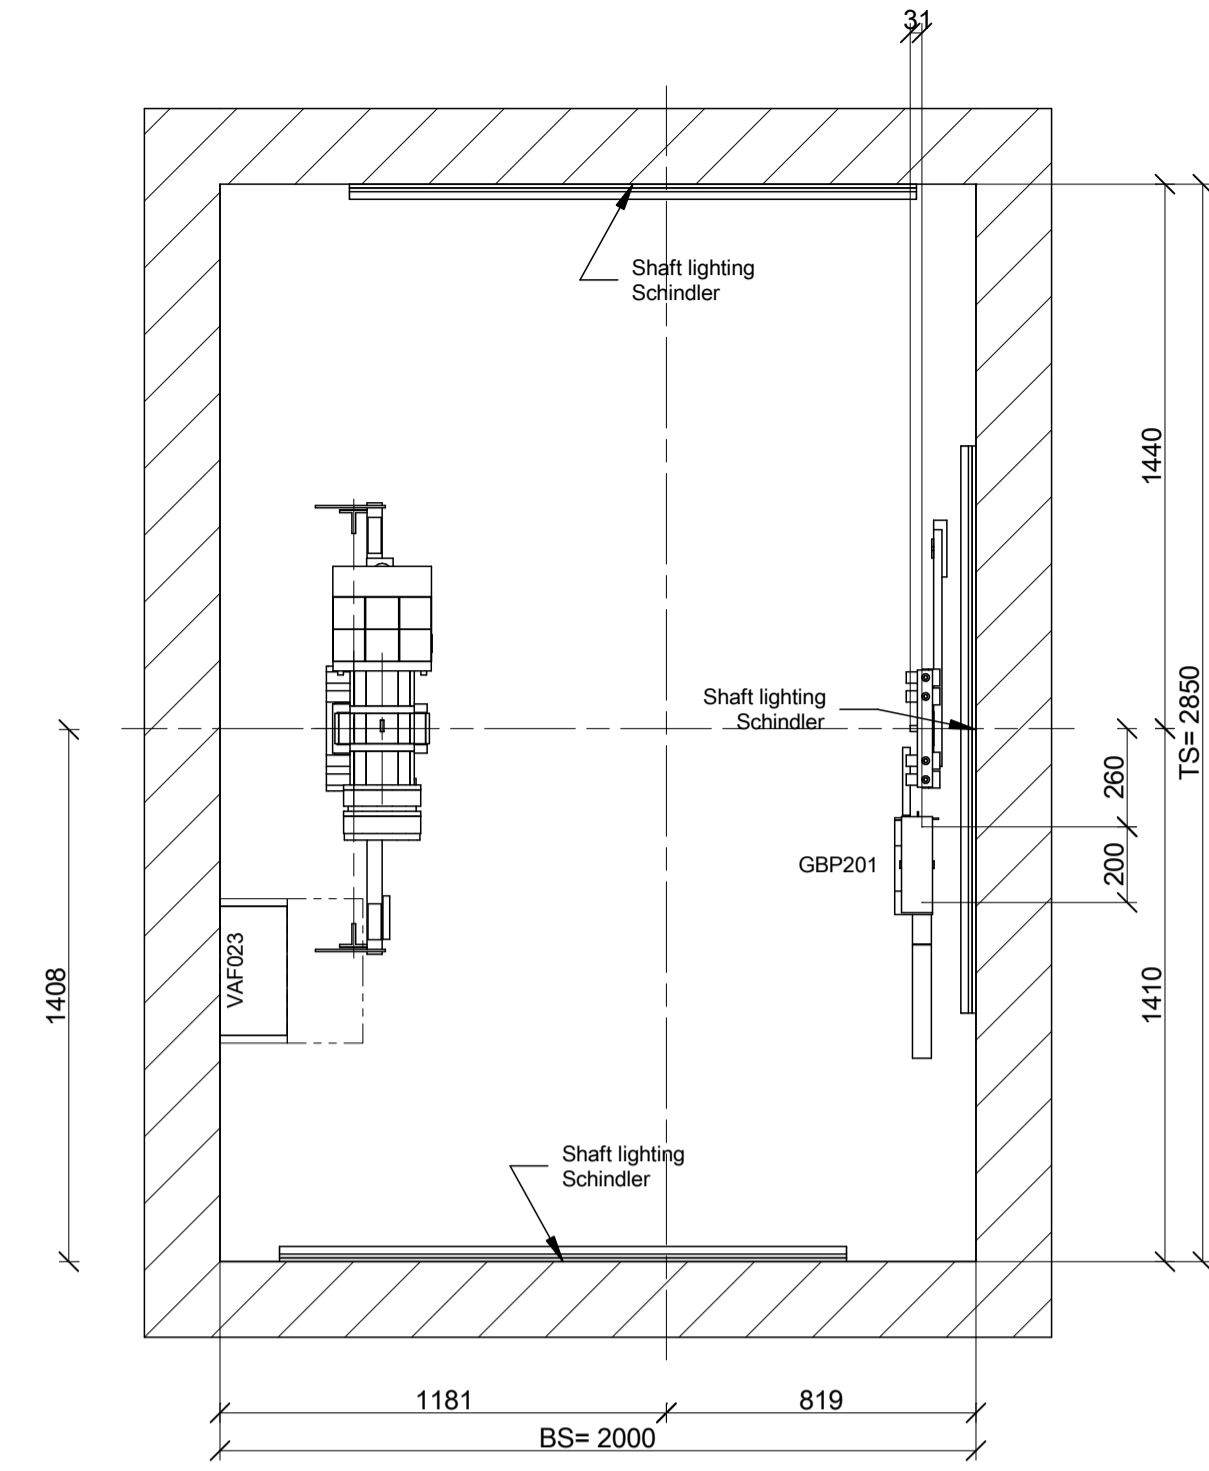 31
Shaft lighting
Schindler
1440
Shaft lighting
Schindler
TS= 2850
260
GBP201
200
VAF023
1408
1410
Shaft lighting
Schindler
1181
819
BS= 2000